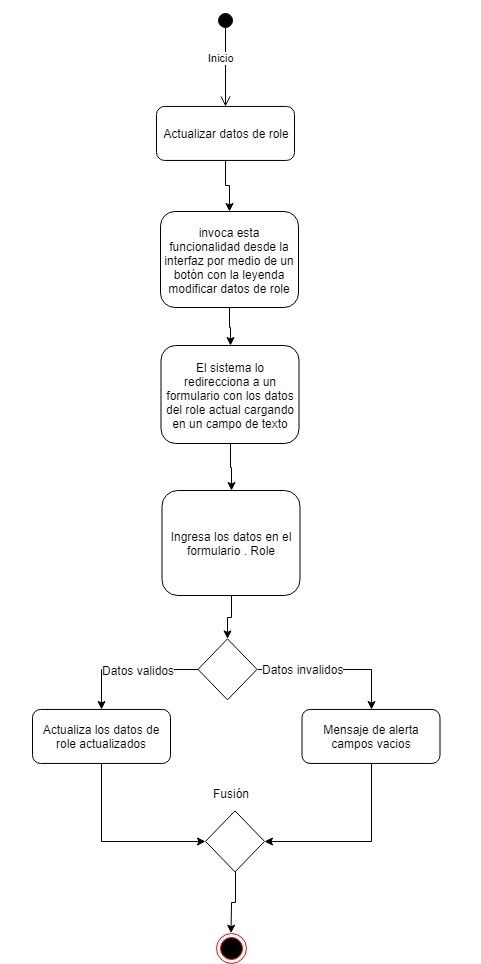 Inicio
Actualizar datos de role
invoca esta
funcionalidad desde la
interfaz por medio de un
botón con la leyenda
modificar datos de role
El sistema lo
redirecciona a un
formulario con los datos
del role actual cargando
en un campo de texto
Ingresa los datos en el
formulario . Role
Datos validos
Datos invalidos
Actualiza los datos de
role actualizados
Mensaje de alerta
campos vacios
Fusión